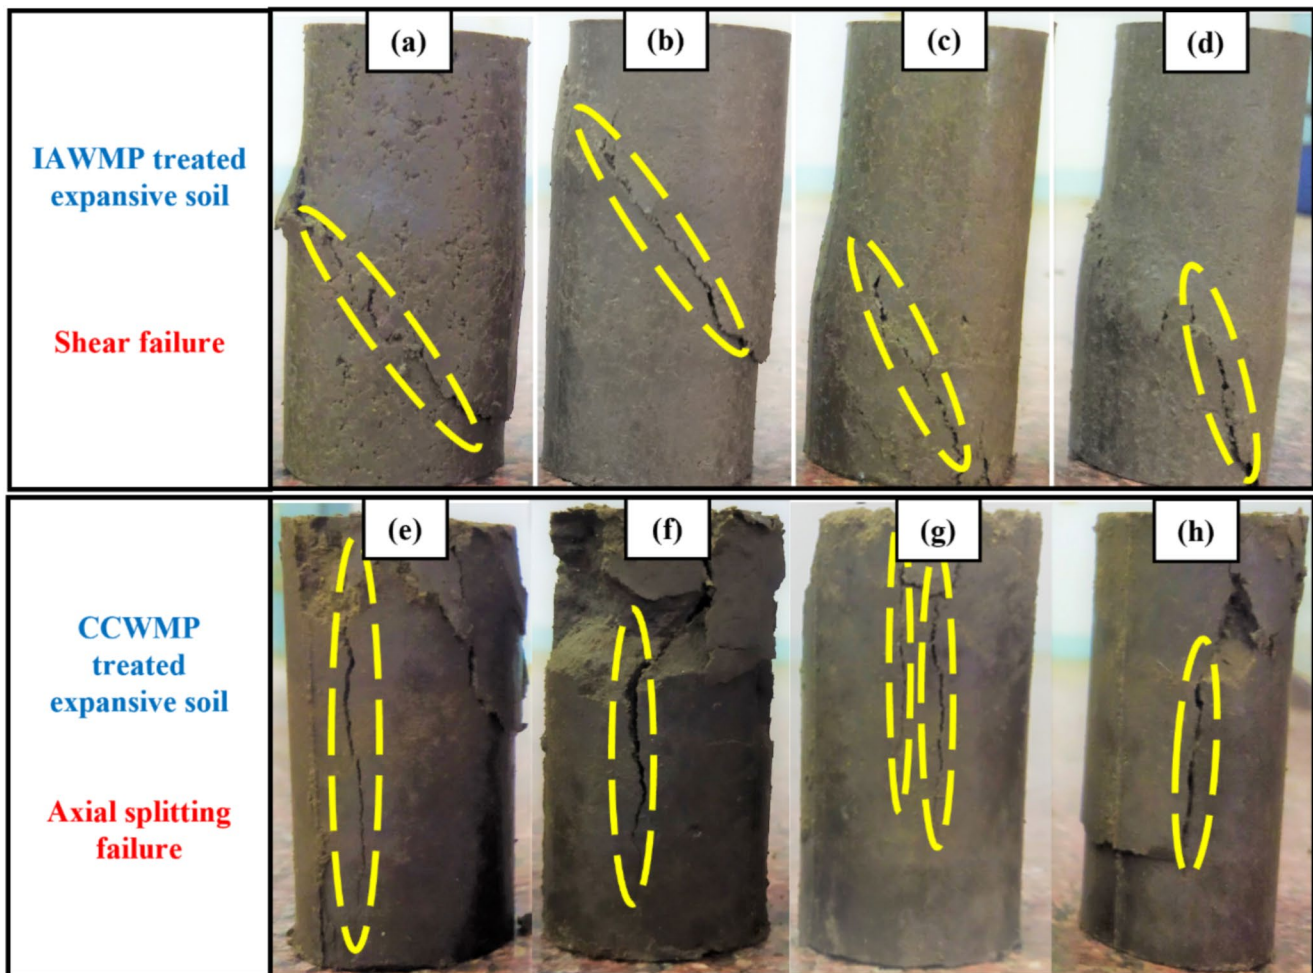 (a)
(b)
(c)
(d)
IAWMP treated
expansive soil
Shear failure
(e)
(f)
(g)
(h)
CCWMP
treated
expansive soil
Axial splitting
failure